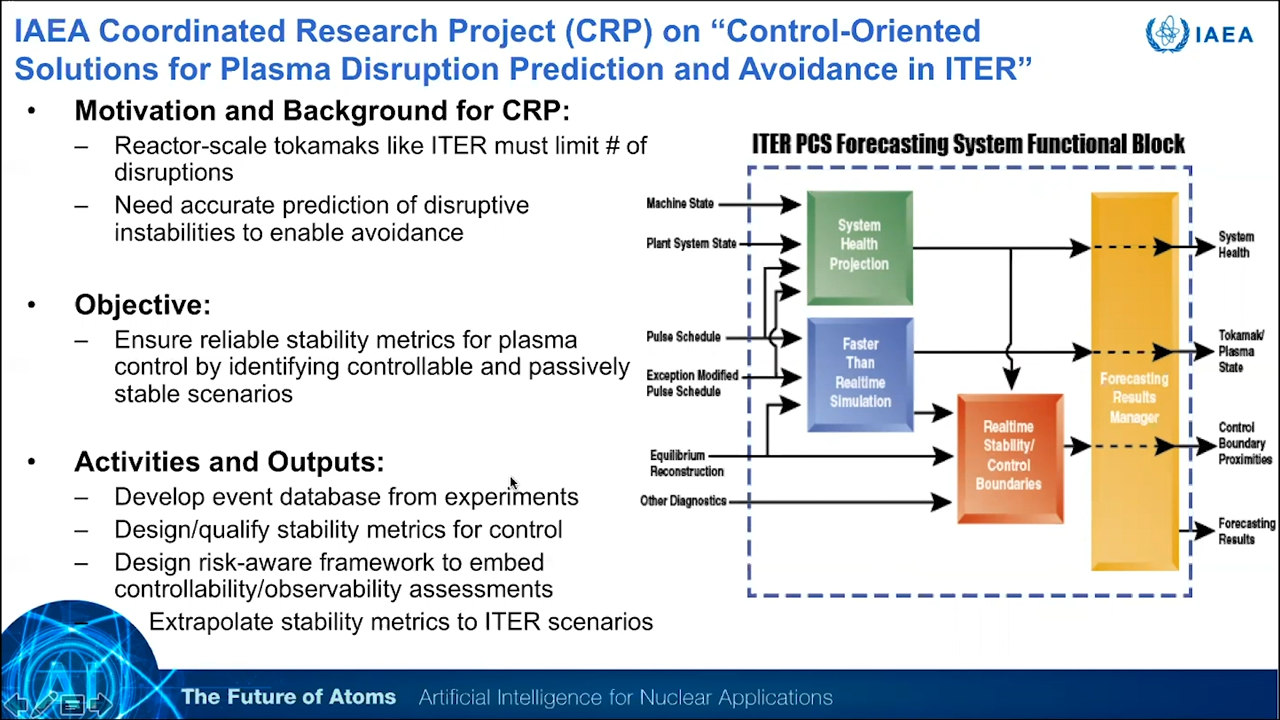 IAEA Coordinated Research Project (CRP) on “Control-Oriented
Solutions for Plasma Disruption Prediction and Avoidance in ITER”
IAEA
• Motivation and Background for CRP:
– Reactor-scale tokamaks like ITER must limit # of
disruptions
– Need accurate prediction of disruptive
instabilities to enable avoidance
• Objective:
– Ensure reliable stability metrics for plasma
control by identifying controllable and passively
stable scenarios
• Activities and Outputs:
– Develop event database from experiments
– Design/qualify stability metrics for control
– Design risk-aware framework to embed
controllability/observability assessments
– Extrapolate stability metrics to ITER scenarios
ITER PCS Forecasting System Functional Block
Machine State
Plant System State
Pulse Schedule
Exception Modified
Pulse Schedule
Equilibrium
Reconstruction
Other Diagnostics
System
Health
Projection
Faster
Than
Realtime
Simulation
Realtime
Stability/
Control
Boundaries
Forecasting
Results
Manager
System
Health
Tokamak/
Plasma
State
Control
Boundary
Proximities
Forecasting
Results
AI
The Future of Atoms Artificial Intelligence for Nuclear Applications